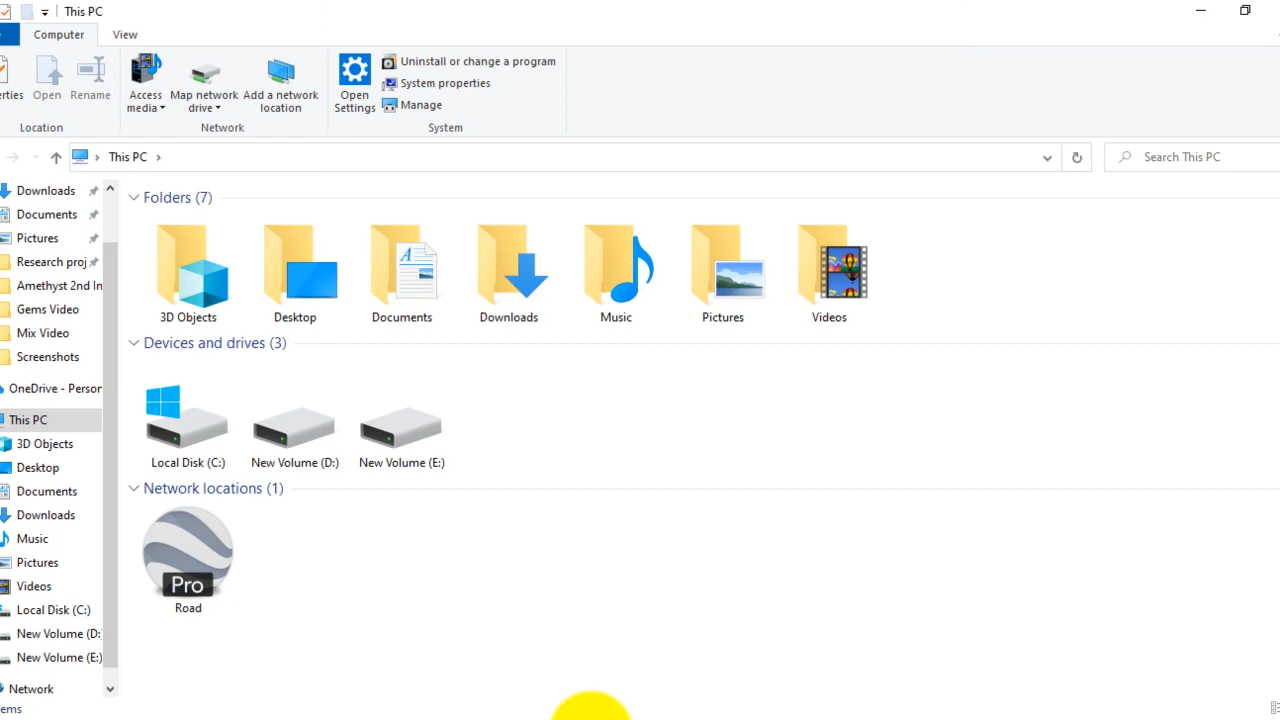 This PC
Computer
View
erties
Open
Rename
Access media
Map network drive
Add a network location
Open Settings
Uninstall or change a program
System properties
Manage
Location
Network
System
This PC
Search This PC
Downloads
Documents
Pictures
Research proj
Amethyst 2nd In
Gems Video
Mix Video
Screenshots
OneDrive - Person
This PC
3D Objects
Desktop
Documents
Downloads
Music
Pictures
Videos
Local Disk (C:)
New Volume (D:
New Volume (E:)
Network
ems
Folders (7)
3D Objects
Desktop
Documents
Downloads
Music
Pictures
Videos
Devices and drives (3)
Local Disk (C:)
New Volume (D:)
New Volume (E:)
Network locations (1)
Pro
Road